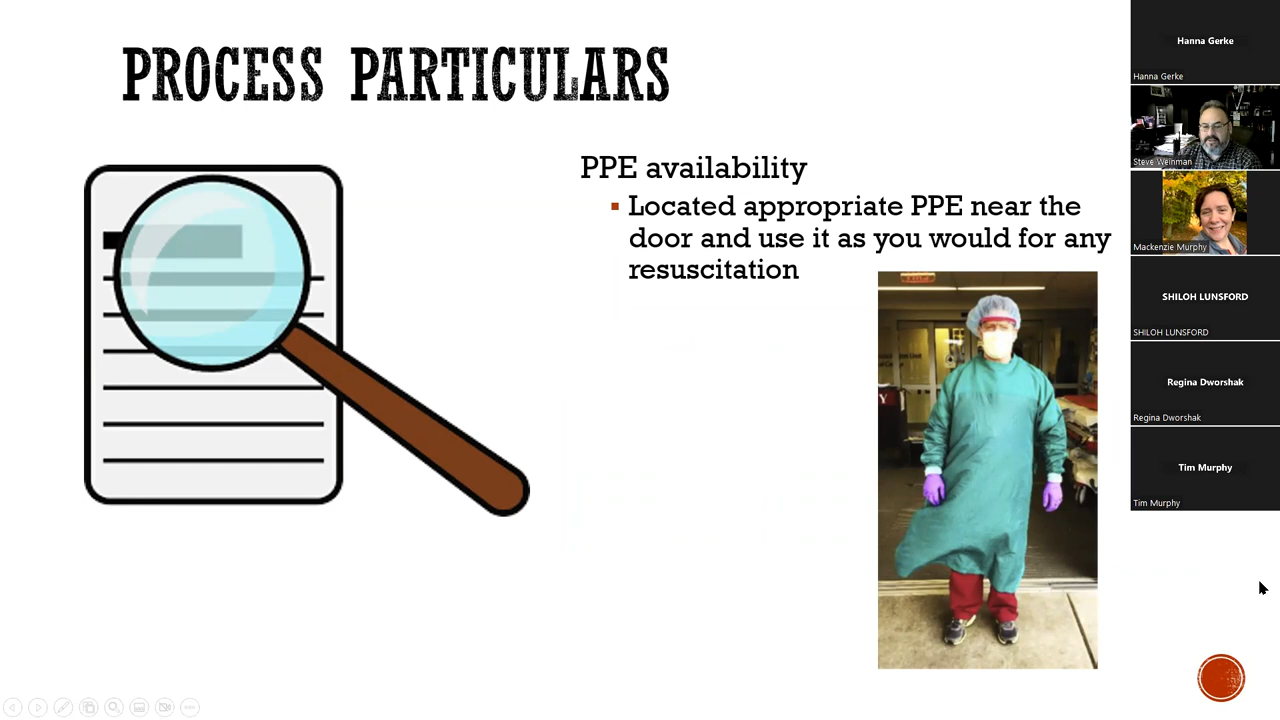 PROCESS PARTICULARS
PPE availability
Located appropriate PPE near the
door and use it as you would for any
resuscitation
Hanna Gerke
Hanna Gerke
Steve Weinman
Mackenzie Murphy
SHILOH LUNSFORD
SHILOH LUNSFORD
Regina Dworshak
Regina Dworshak
Tim Murphy
Tim Murphy